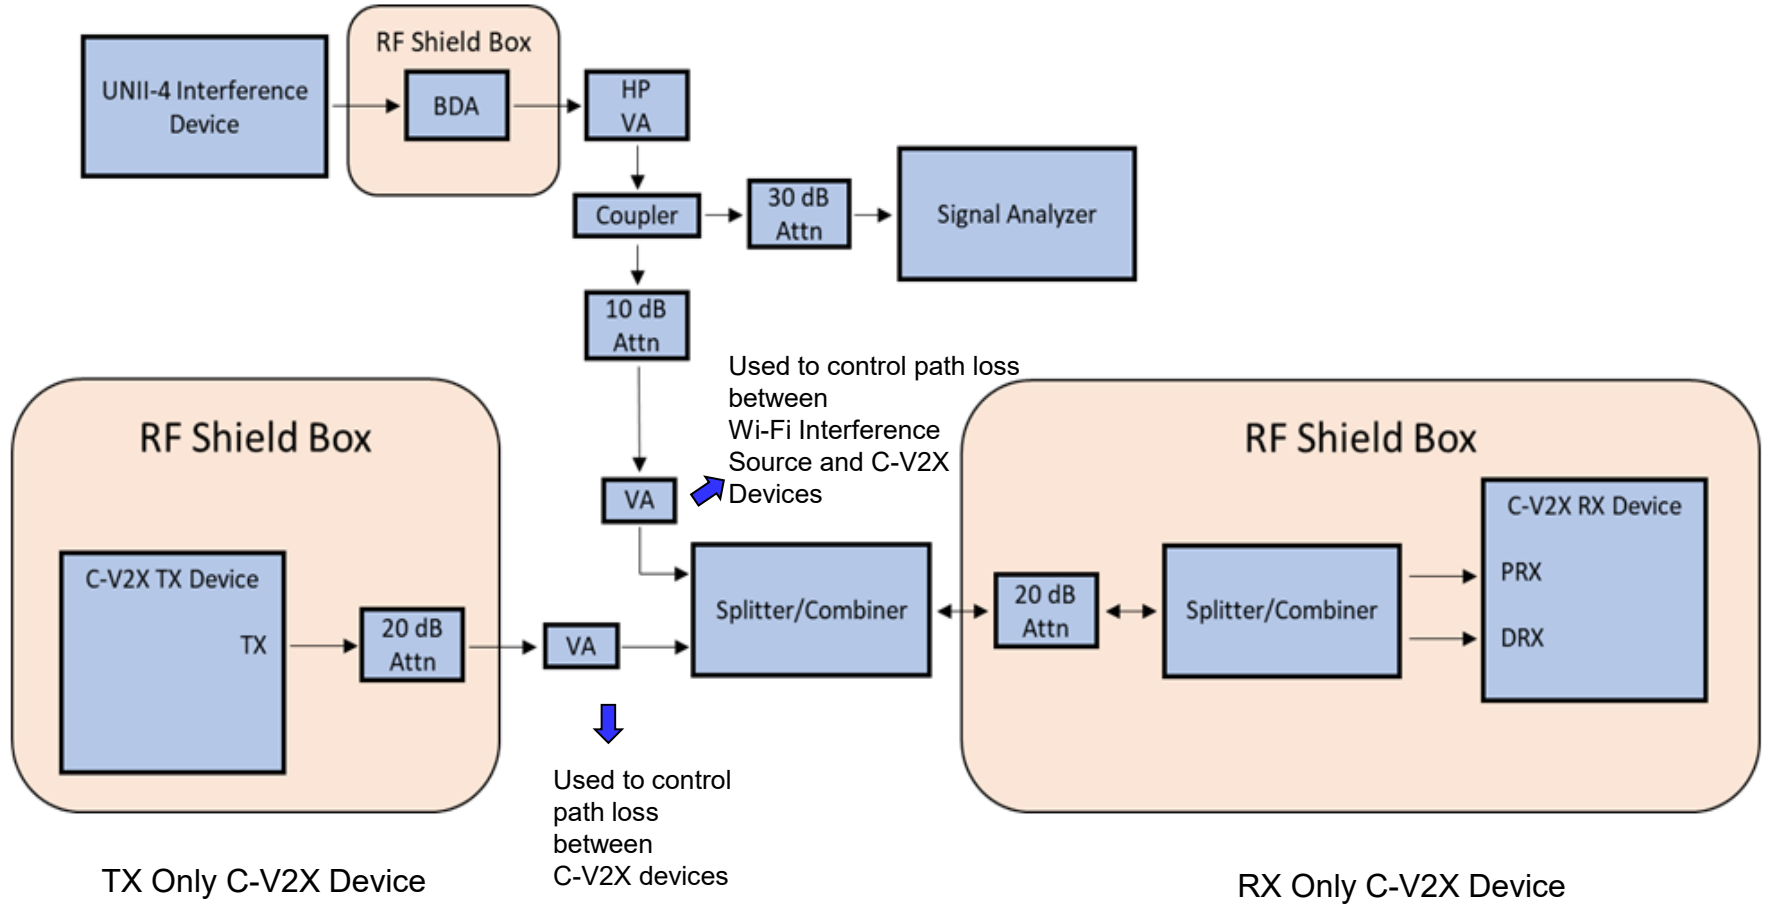 RF Shield Box
UNII-4 Interference
Device
BDA
HP
VA
Coupler
30 dB
Attn
Signal Analyzer
10 dB
Attn
Used to control path loss
between
Wi-Fi Interference
Source and C-V2X
Devices
VA
RF Shield Box
C-V2X TX Device
TX
20 dB
Attn
VA
Splitter/Combiner
RF Shield Box
20 dB
Attn
Splitter/Combiner
C-V2X RX Device
PRX
DRX
Used to control
path loss
between
C-V2X devices
TX Only C-V2X Device
RX Only C-V2X Device